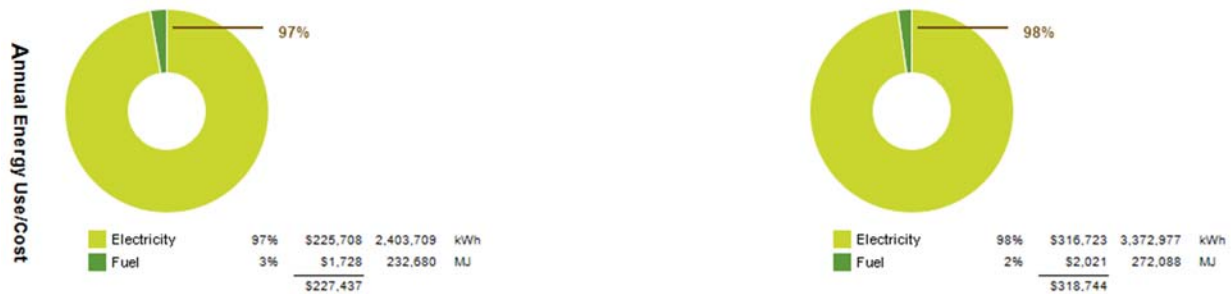 Annual Energy Use/Cost
97%
Electricity 97% $225,708 2,403,709 kWh
Fuel 3% $1,728 232,680 MJ
$227,437
98%
Electricity 98% $316,723 3,372,977 kWh
Fuel 2% $2,021 272,088 MJ
$318,744